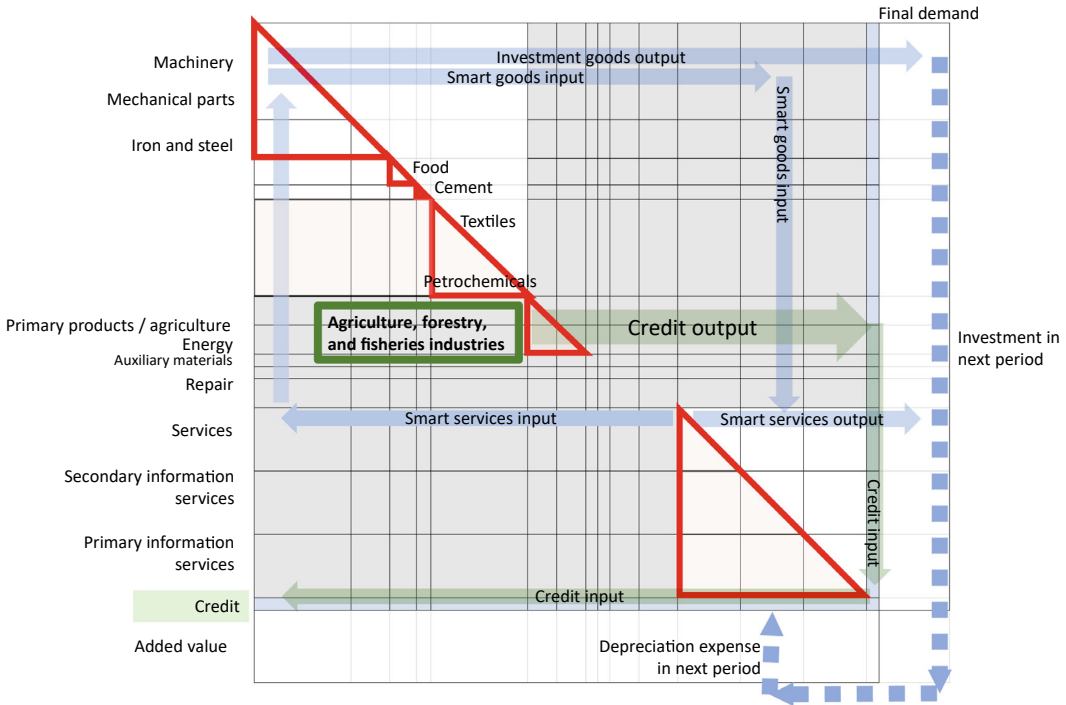 Final demand
Machinery
Investment goods output
Smart goods input
Mechanical parts
Smart goods input
Iron and steel
Food
Cement
Textiles
Petrochemicals
Primary products / agriculture
Energy
Auxiliary materials
Agriculture, forestry,
and fisheries industries
Credit output
Investment in
next period
Repair
Services
Smart services input
Smart services output
Secondary information
services
Credit input
Primary information
services
Credit
Credit input
Added value
Depreciation expense
in next period